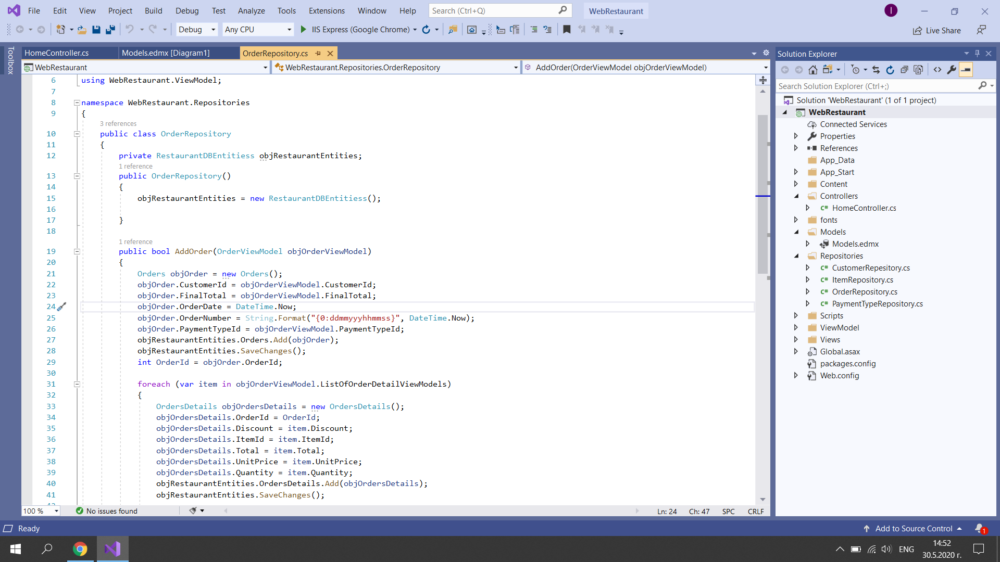 File Edit View Project Build Debug Test Analyze Tools Extensions Window Help Search (Ctrl+Q) WebRestaurant I
Debug Any CPU IIS Express (Google Chrome) Live Share
Toolbox
HomeController.cs Models.edmx [Diagram1] OrderRepository.cs
WebRestaurant WebRestaurant.Repositories.OrderRepository AddOrder(OrderViewModel objOrderViewModel)
6 using WebRestaurant.ViewModel;
7
8 namespace WebRestaurant.Repositories
9 {
3 references
10 public class OrderRepository
11 {
12 private RestaurantDBEntitiess objRestaurantEntities;
1 reference
13 public OrderRepository()
14 {
15 objRestaurantEntities = new RestaurantDBEntitiess();
16
17 }
18
1 reference
19 public bool AddOrder(OrderViewModel objOrderViewModel)
20 {
21 Orders objOrder = new Orders();
22 objOrder.CustomerId = objOrderViewModel.CustomerId;
23 objOrder.FinalTotal = objOrderViewModel.FinalTotal;
24 objOrder.OrderDate = DateTime.Now;
25 objOrder.OrderNumber = String.Format("{0:ddmmyyyhhmmss}", DateTime.Now);
26 objOrder.PaymentTypeId = objOrderViewModel.PaymentTypeId;
27 objRestaurantEntities.Orders.Add(objOrder);
28 objRestaurantEntities.SaveChanges();
29 int OrderId = objOrder.OrderId;
30
31 foreach (var item in objOrderViewModel.ListOfOrderDetailViewModels)
32 {
33 OrdersDetails objOrdersDetails = new OrdersDetails();
34 objOrdersDetails.OrderId = OrderId;
35 objOrdersDetails.Discount = item.Discount;
36 objOrdersDetails.ItemId = item.ItemId;
37 objOrdersDetails.Total = item.Total;
38 objOrdersDetails.UnitPrice = item.UnitPrice;
39 objOrdersDetails.Quantity = item.Quantity;
40 objRestaurantEntities.OrdersDetails.Add(objOrdersDetails);
41 objRestaurantEntities.SaveChanges();
100 % No issues found Ln: 24 Ch: 47 SPC CRLF
Solution Explorer
Search Solution Explorer (Ctrl+;)
Solution 'WebRestaurant' (1 of 1 project)
WebRestaurant
Connected Services
Properties
References
App_Data
App_Start
Content
Controllers
C# HomeController.cs
fonts
Models
Models.edmx
Repositories
C# CustomerRepesitory.cs
C# ItemRepository.cs
C# OrderRepository.cs
C# PaymentTypeRepository.cs
Scripts
ViewModel
Views
Global.asax
packages.config
Web.config
Ready Add to Source Control 1
ENG 14:52
30.5.2020 г.